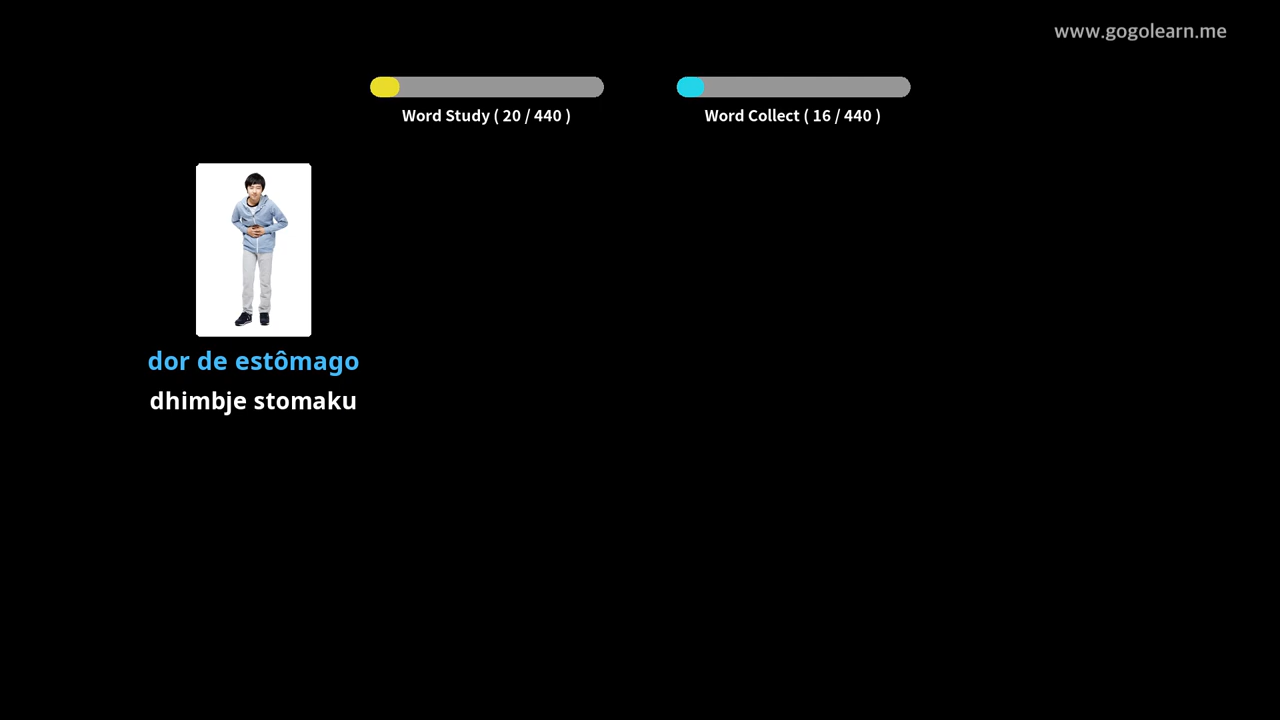 www.gogolearn.me
Word Study ( 20 / 440 )
Word Collect ( 16 / 440 )
dor de estômago
dhimbje stomaku